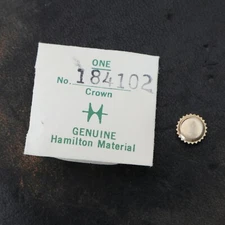 ONE
No. 184102
Crown
GENUINE
Hamilton Material